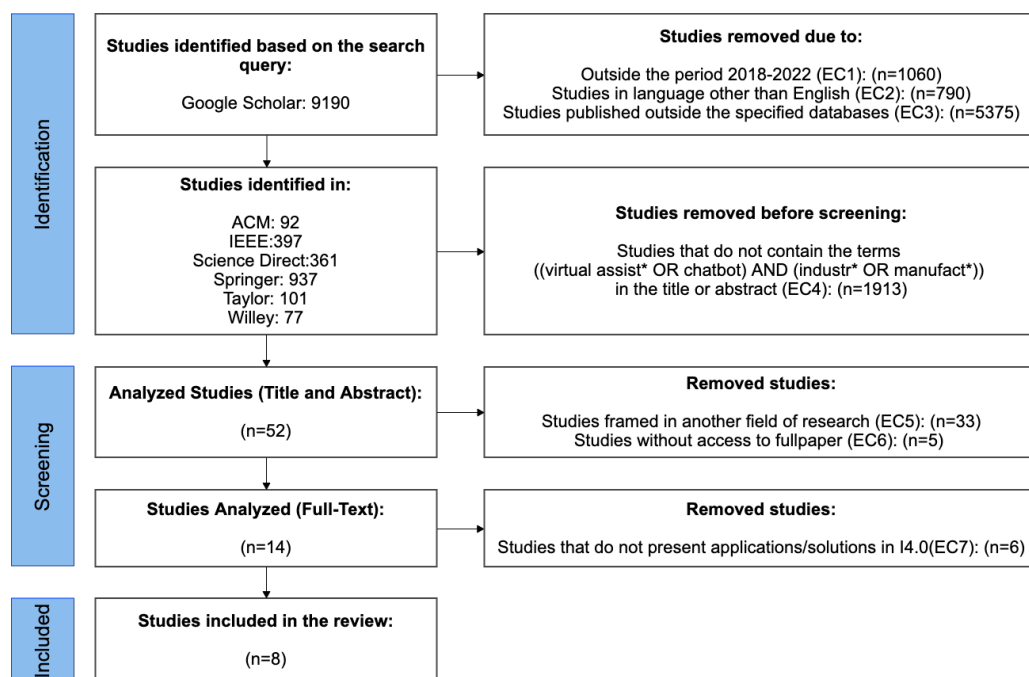 Identification
Studies identified based on the search
query:
Google Scholar: 9190
Studies removed due to:
Outside the period 2018-2022 (EC1): (n=1060)
Studies in language other than English (EC2): (n=790)
Studies published outside the specified databases (EC3): (n=5375)
Studies identified in:
ACM: 92
IEEE:397
Science Direct:361
Springer: 937
Taylor: 101
Willey: 77
Studies removed before screening:
Studies that do not contain the terms
((virtual assist* OR chatbot) AND (industr* OR manufact*))
in the title or abstract (EC4): (n=1913)
Screening
Analyzed Studies (Title and Abstract):
(n=52)
Removed studies:
Studies framed in another field of research (EC5): (n=33)
Studies without access to fullpaper (EC6): (n=5)
Studies Analyzed (Full-Text):
(n=14)
Removed studies:
Studies that do not present applications/solutions in I4.0(EC7): (n=6)
Included
Studies included in the review:
(n=8)